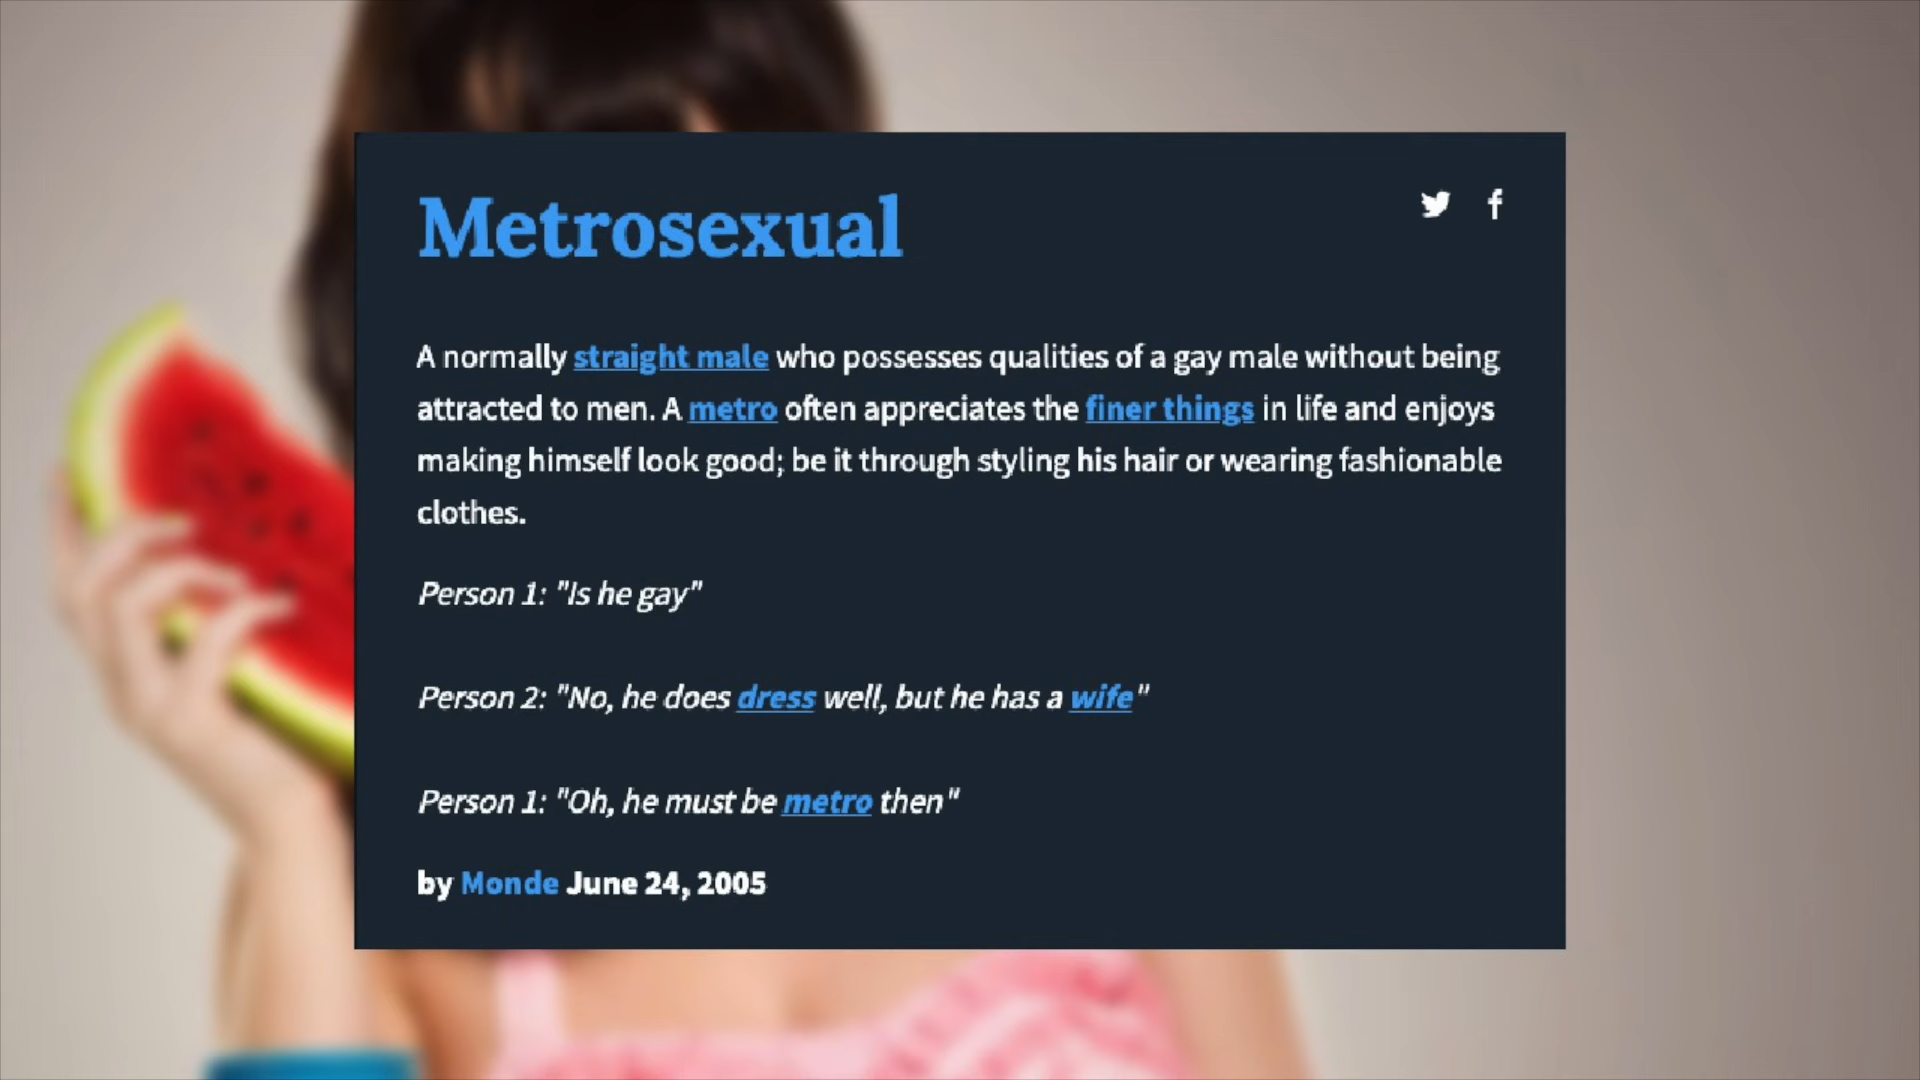 Metrosexual
A normally straight male who possesses qualities of a gay male without being
attracted to men. A metro often appreciates the finer things in life and enjoys
making himself look good; be it through styling his hair or wearing fashionable
clothes.
Person 1: "Is he gay"
Person 2: "No, he does dress well, but he has a wife"
Person 1: "Oh, he must be metro then"
by Monde June 24, 2005